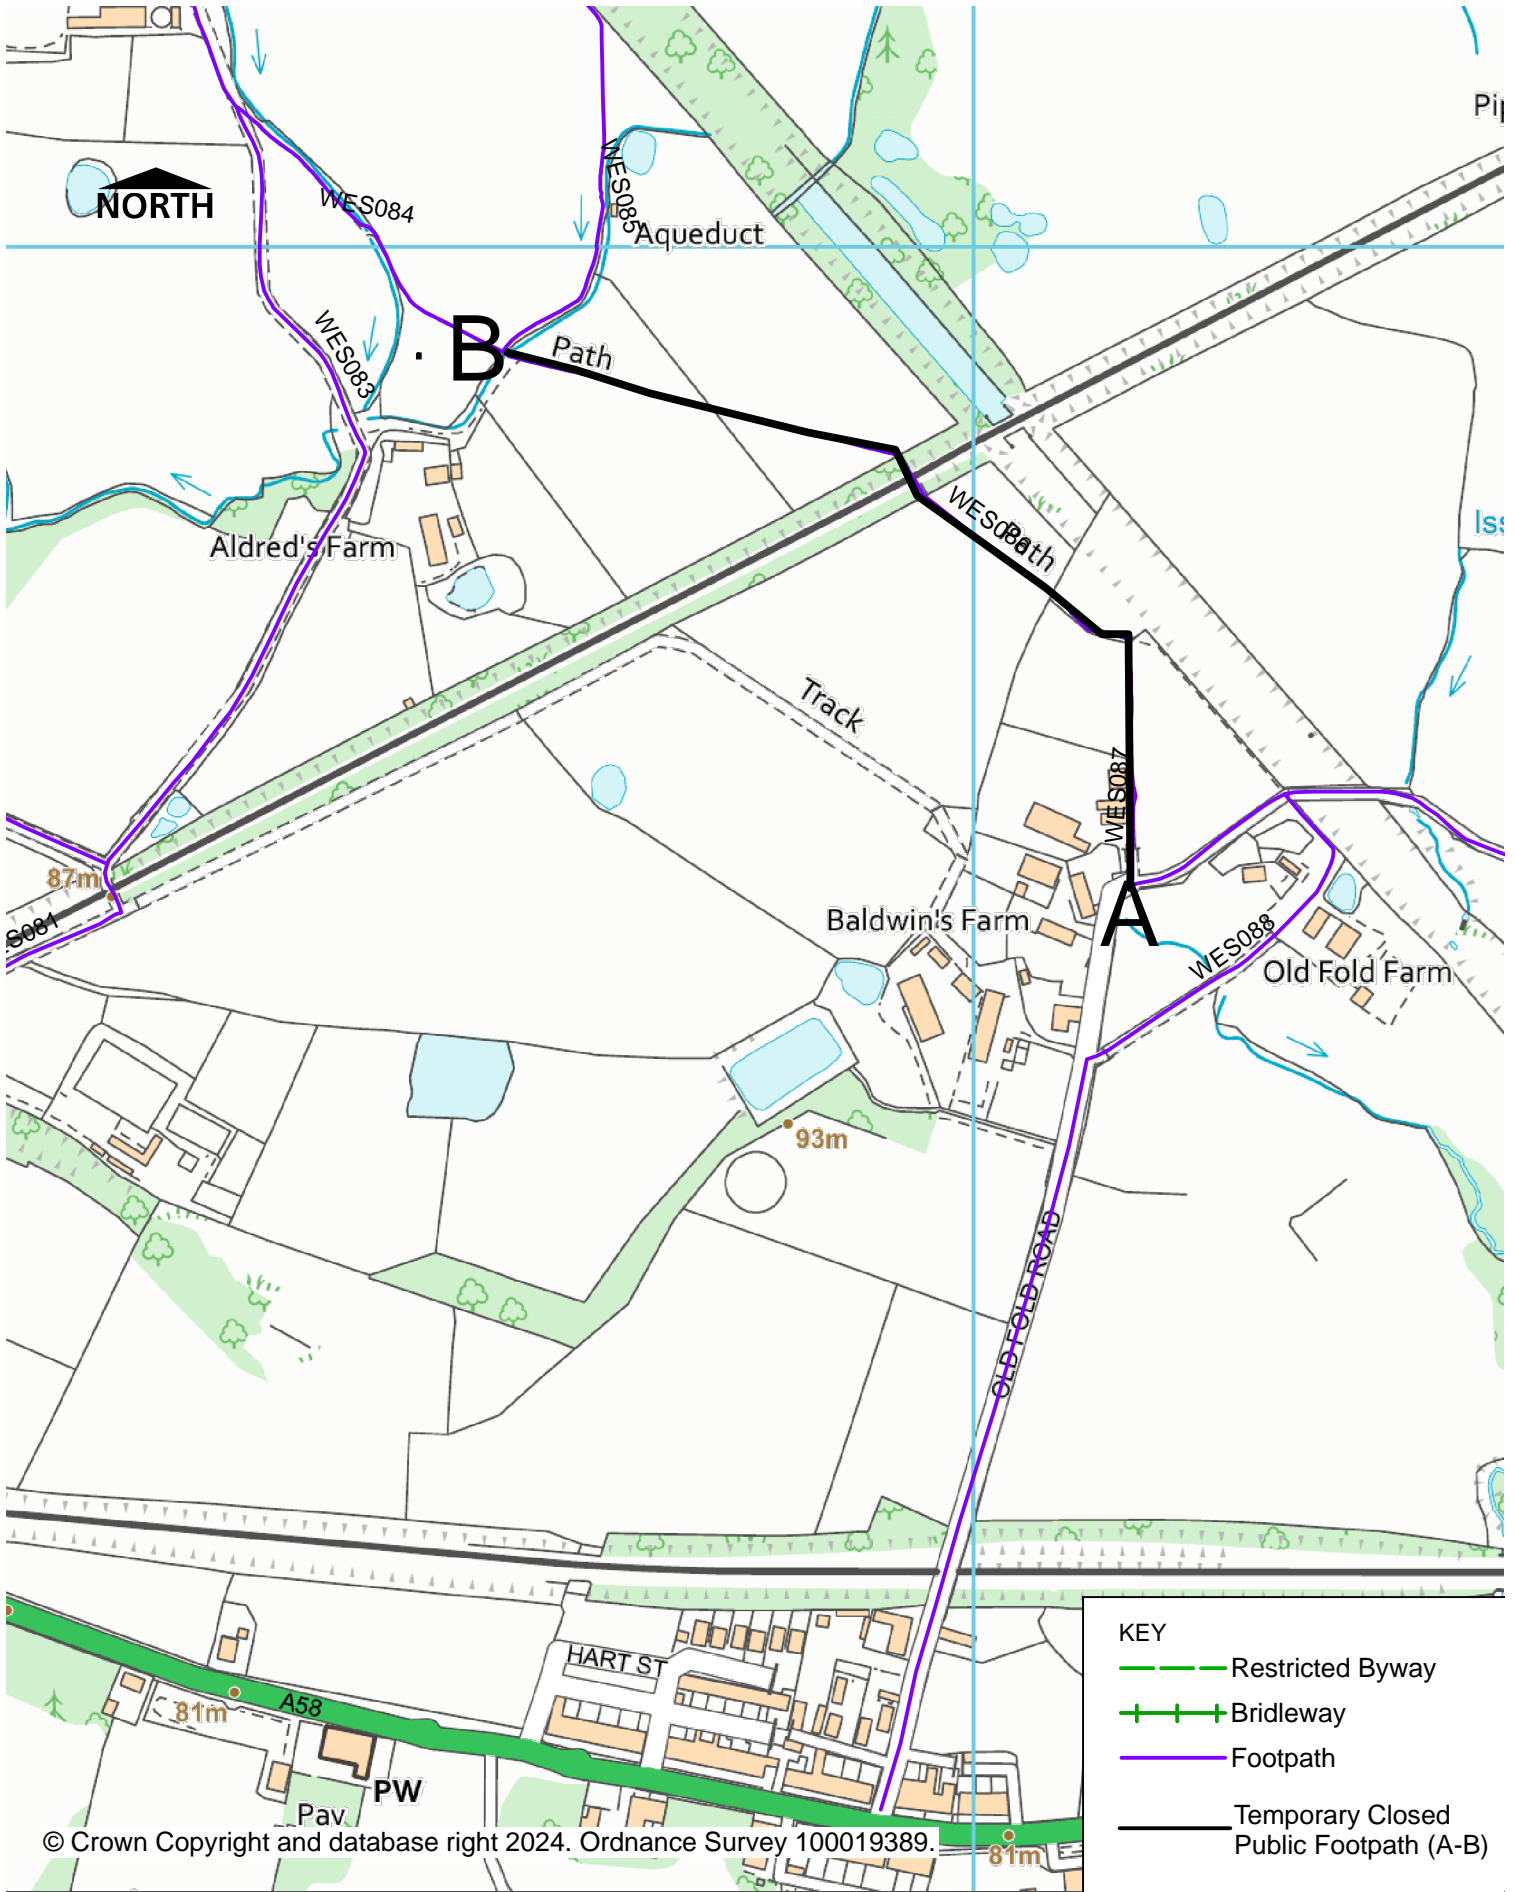 Pip
NORTH
WES084
WES085
Aqueduct
WES083
B
Path
WES086
Path
Iss
Aldred's Farm
Track
WES087
87m
S081
A
Baldwin's Farm
WES088
Old Fold Farm
93m
OLD FOLD ROAD
HART ST
A58
81m
PW
Pav
81m
© Crown Copyright and database right 2024. Ordnance Survey 100019389.
KEY
Restricted Byway
Bridleway
Footpath
Temporary Closed
Public Footpath (A-B)